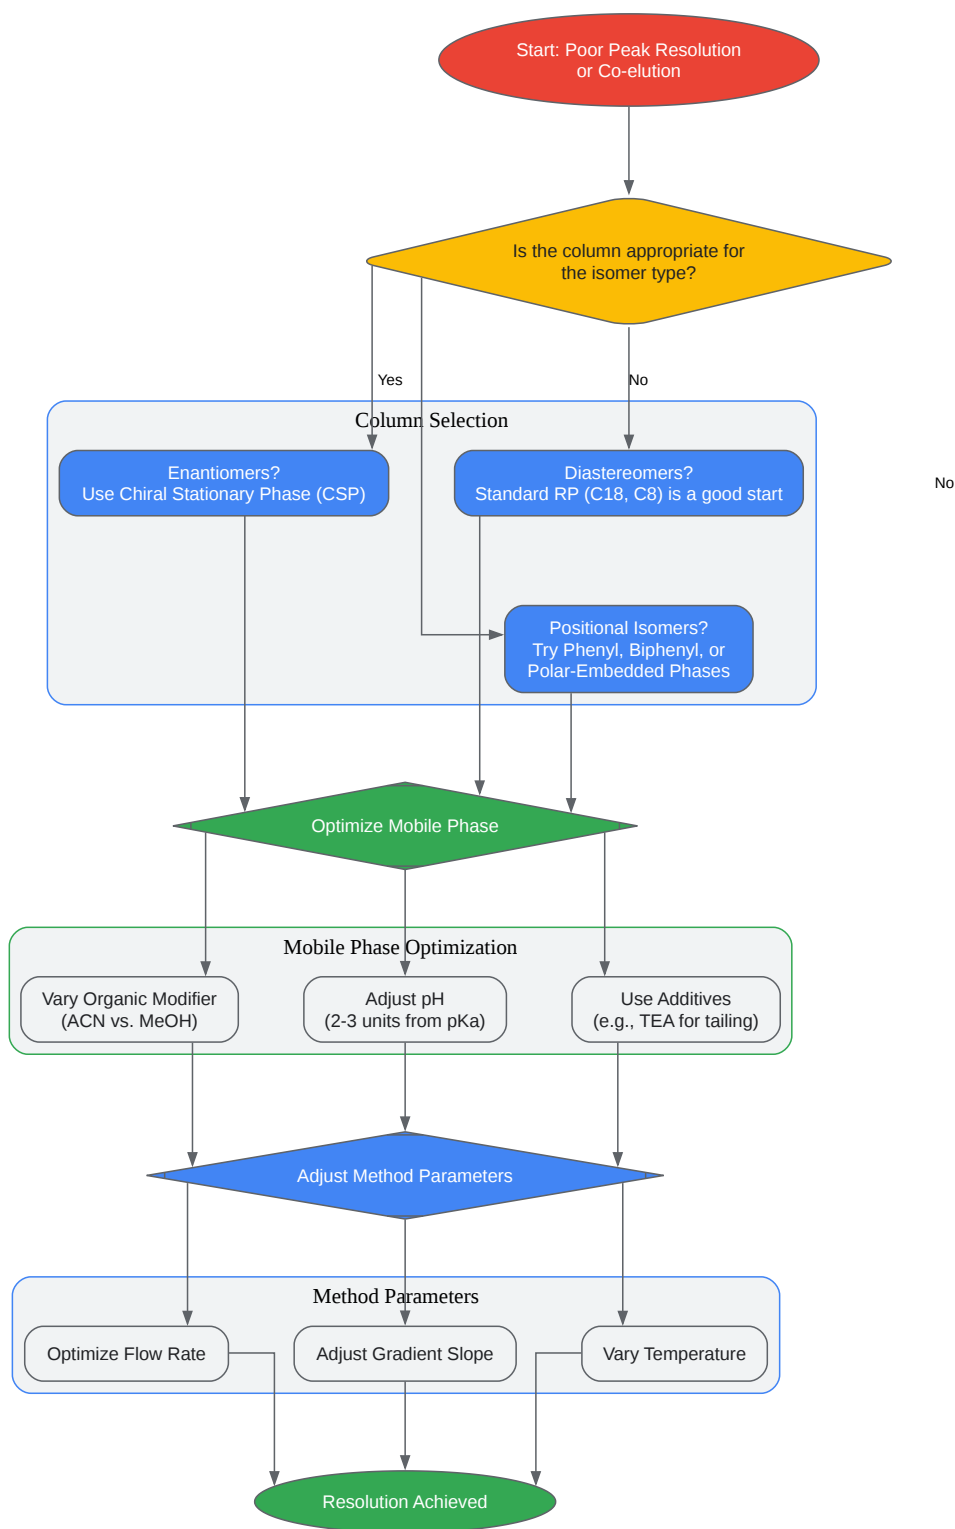 Start: Poor Peak Resolution
or Co-elution
Is the column appropriate for
the isomer type?
Yes
No
Column Selection
Enantiomers?
Use Chiral Stationary Phase (CSP)
Diastereomers?
Standard RP (C18, C8) is a good start
No
Positional Isomers?
Try Phenyl, Biphenyl, or
Polar-Embedded Phases
Optimize Mobile Phase
Mobile Phase Optimization
Vary Organic Modifier
(ACN vs. MeOH)
Adjust pH
(2-3 units from pKa)
Use Additives
(e.g., TEA for tailing)
Adjust Method Parameters
Method Parameters
Optimize Flow Rate
Adjust Gradient Slope
Vary Temperature
Resolution Achieved